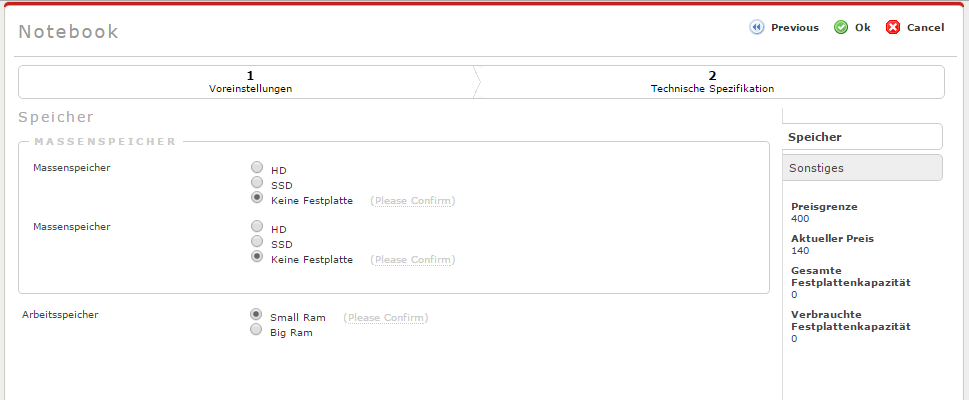 Notebook
Previous Ok Cancel
1
Voreinstellungen
2
Technische Spezifikation
Speicher
MASSENSPEICHER
Massenspeicher
HD
SSD
Keine Festplatte (Please Confirm)
Massenspeicher
HD
SSD
Keine Festplatte (Please Confirm)
Arbeitsspeicher
Small Ram (Please Confirm)
Big Ram
Speicher
Sonstiges
Preisgrenze
400
Aktueller Preis
140
Gesamte
Festplattenkapazität
0
Verbrauchte
Festplattenkapazität
0